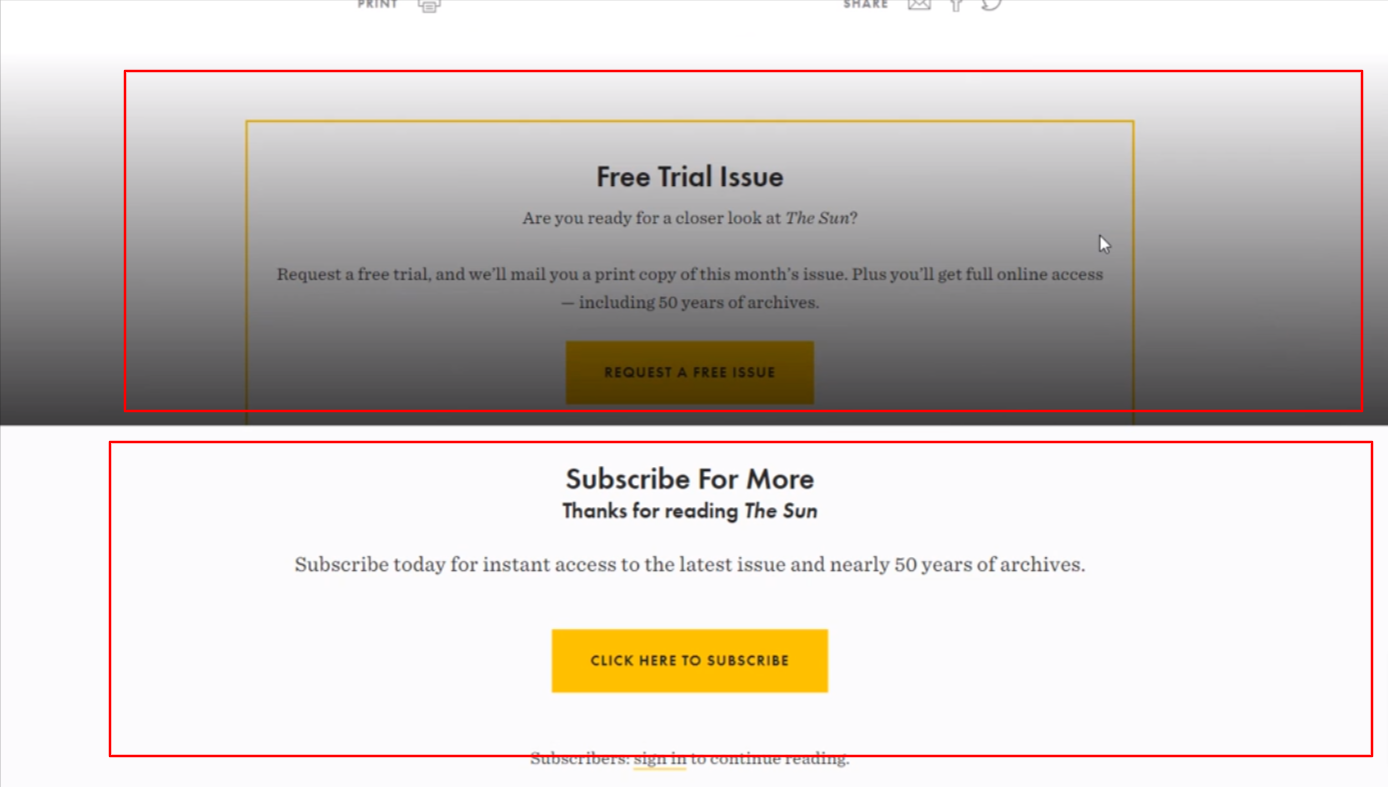 PRINT
SHARE
Free Trial Issue
Are you ready for a closer look at The Sun?
Request a free trial, and we'll mail you a print copy of this month's issue. Plus you'll get full online access
— including 50 years of archives.
REQUEST A FREE ISSUE
Subscribe For More
Thanks for reading The Sun
Subscribe today for instant access to the latest issue and nearly 50 years of archives.
CLICK HERE TO SUBSCRIBE
Subscribers: sign in to continue reading.